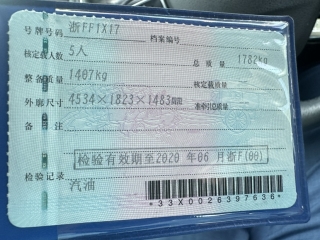 号牌号码 浙FF1X17 档案编号
核定载人数 5人 总质量 1782kg
整备质量 1407kg 核定载质量
外廓尺寸 4534×1823×1483mm 准牵引总质量
备注
检验有效期至2020 年06 月浙F(00)
检验记录
汽油
*33X0026397636*